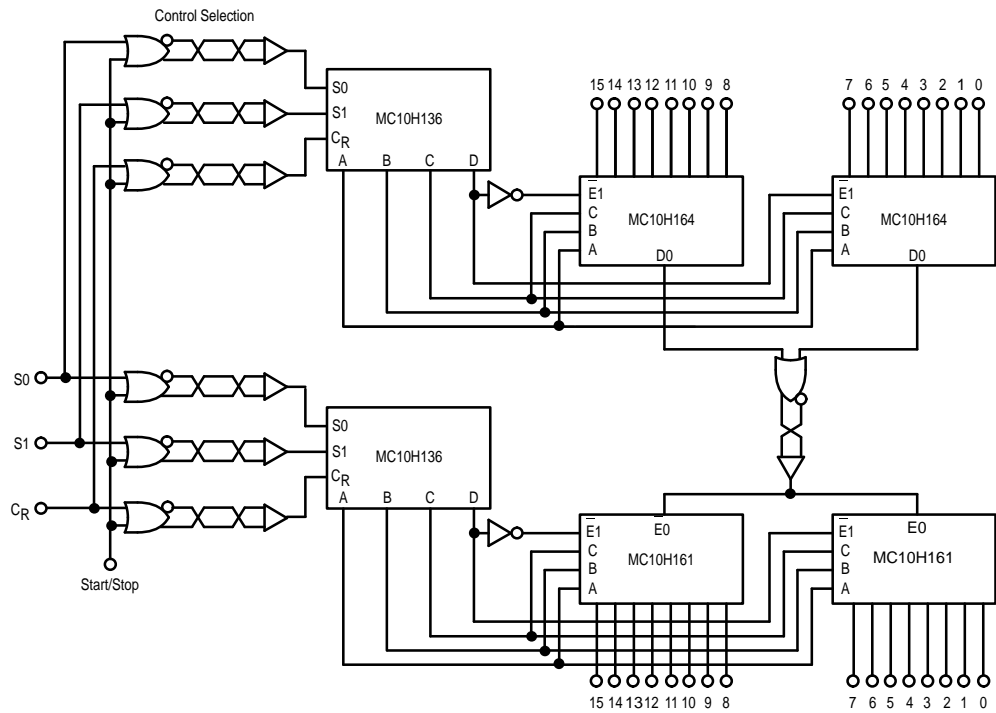 Control Selection
S0
S1
CR
MC10H136
A B C D
15 14 13 12 11 10 9 8
E1
C
B
A
MC10H164
D0
7 6 5 4 3 2 1 0
E1
C
B
A
MC10H164
D0
S0
S1
CR
Start/Stop
S0
S1
CR
MC10H136
A B C D
E1
C
B
A
E0
MC10H161
15 14 13 12 11 10 9 8
E1
C
B
A
E0
MC10H161
7 6 5 4 3 2 1 0